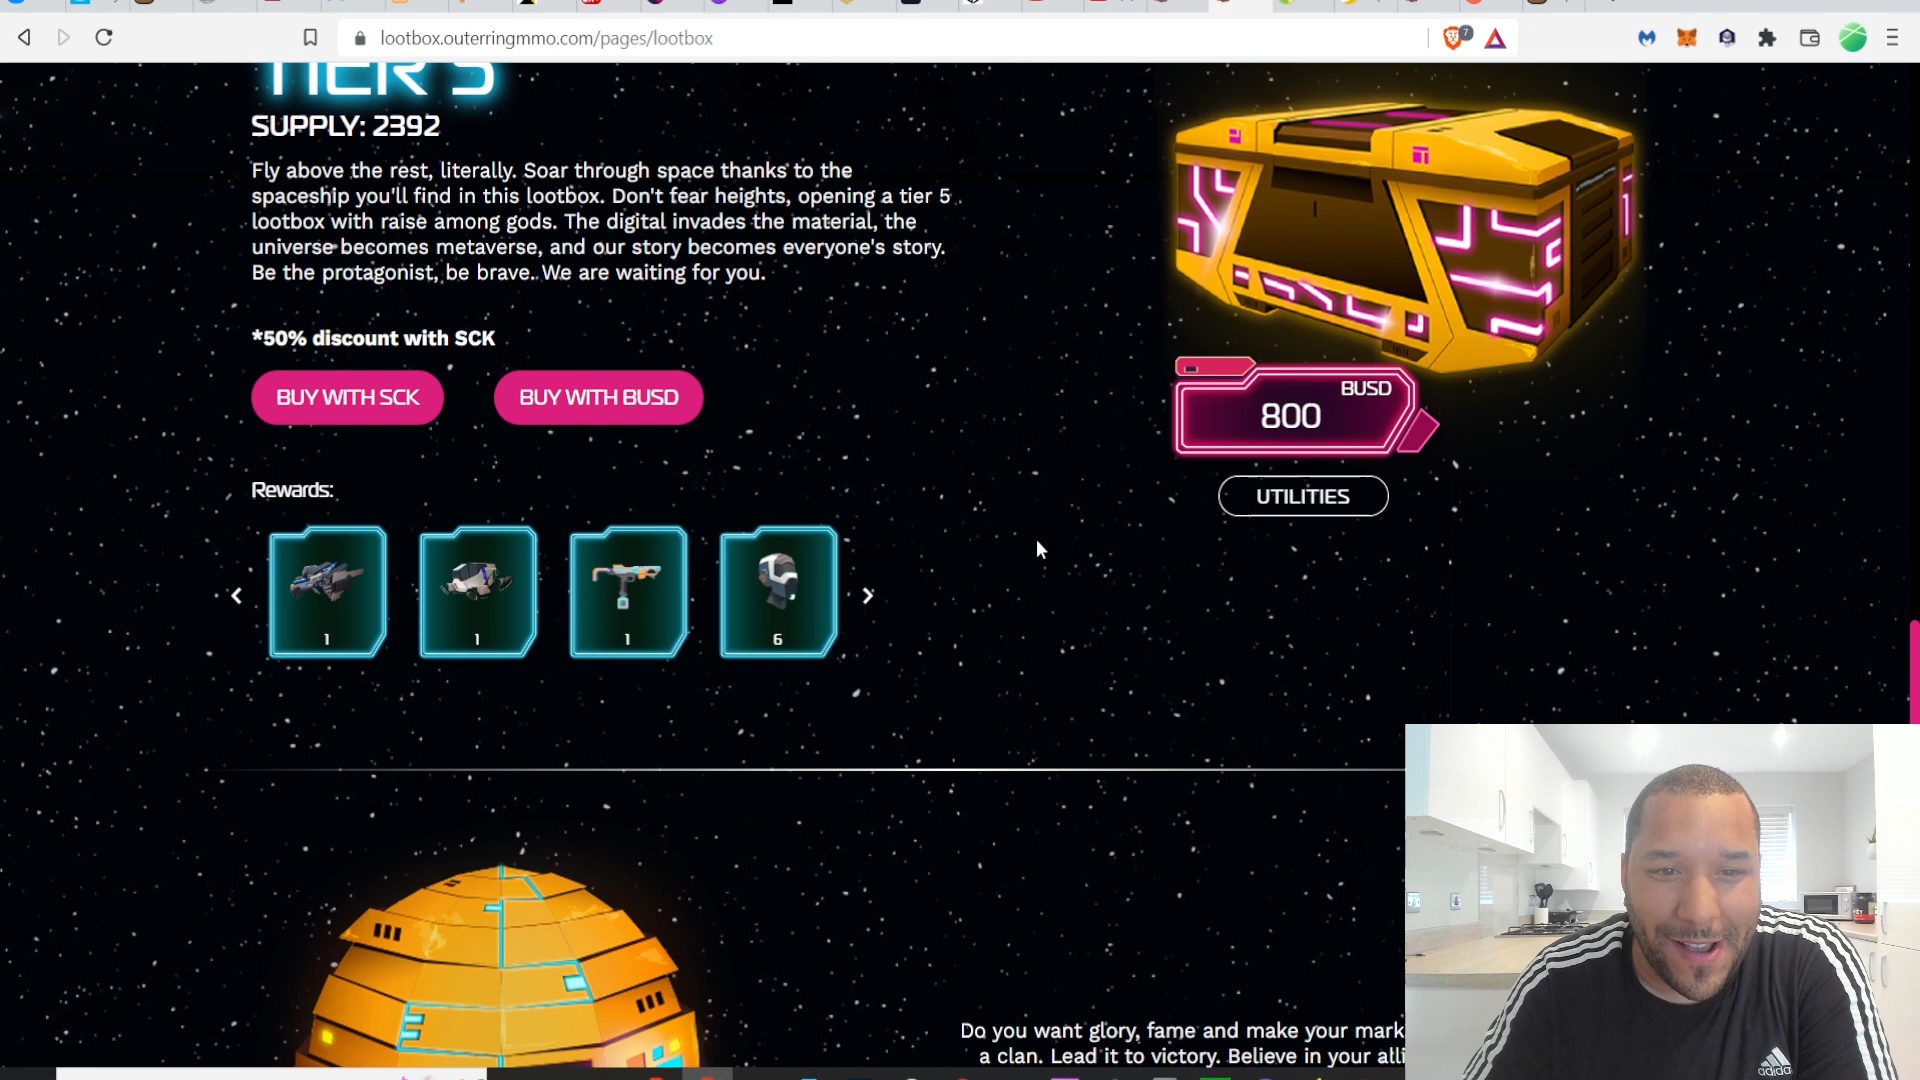 lootbox.outerringmmo.com/pages/lootbox
7
TIER 5
SUPPLY: 2392
Fly above the rest, literally. Soar through space thanks to the
spaceship you'll find in this lootbox. Don't fear heights, opening a tier 5
lootbox with raise among gods. The digital invades the material, the
universe becomes metaverse, and our story becomes everyone's story.
Be the protagonist, be brave. We are waiting for you.
*50% discount with SCK
BUY WITH SCK
BUY WITH BUSD
BUSD
800
UTILITIES
Rewards:
1
1
1
6
Do you want glory, fame and make your mark
a clan. Lead it to victory. Believe in your alli
adidas